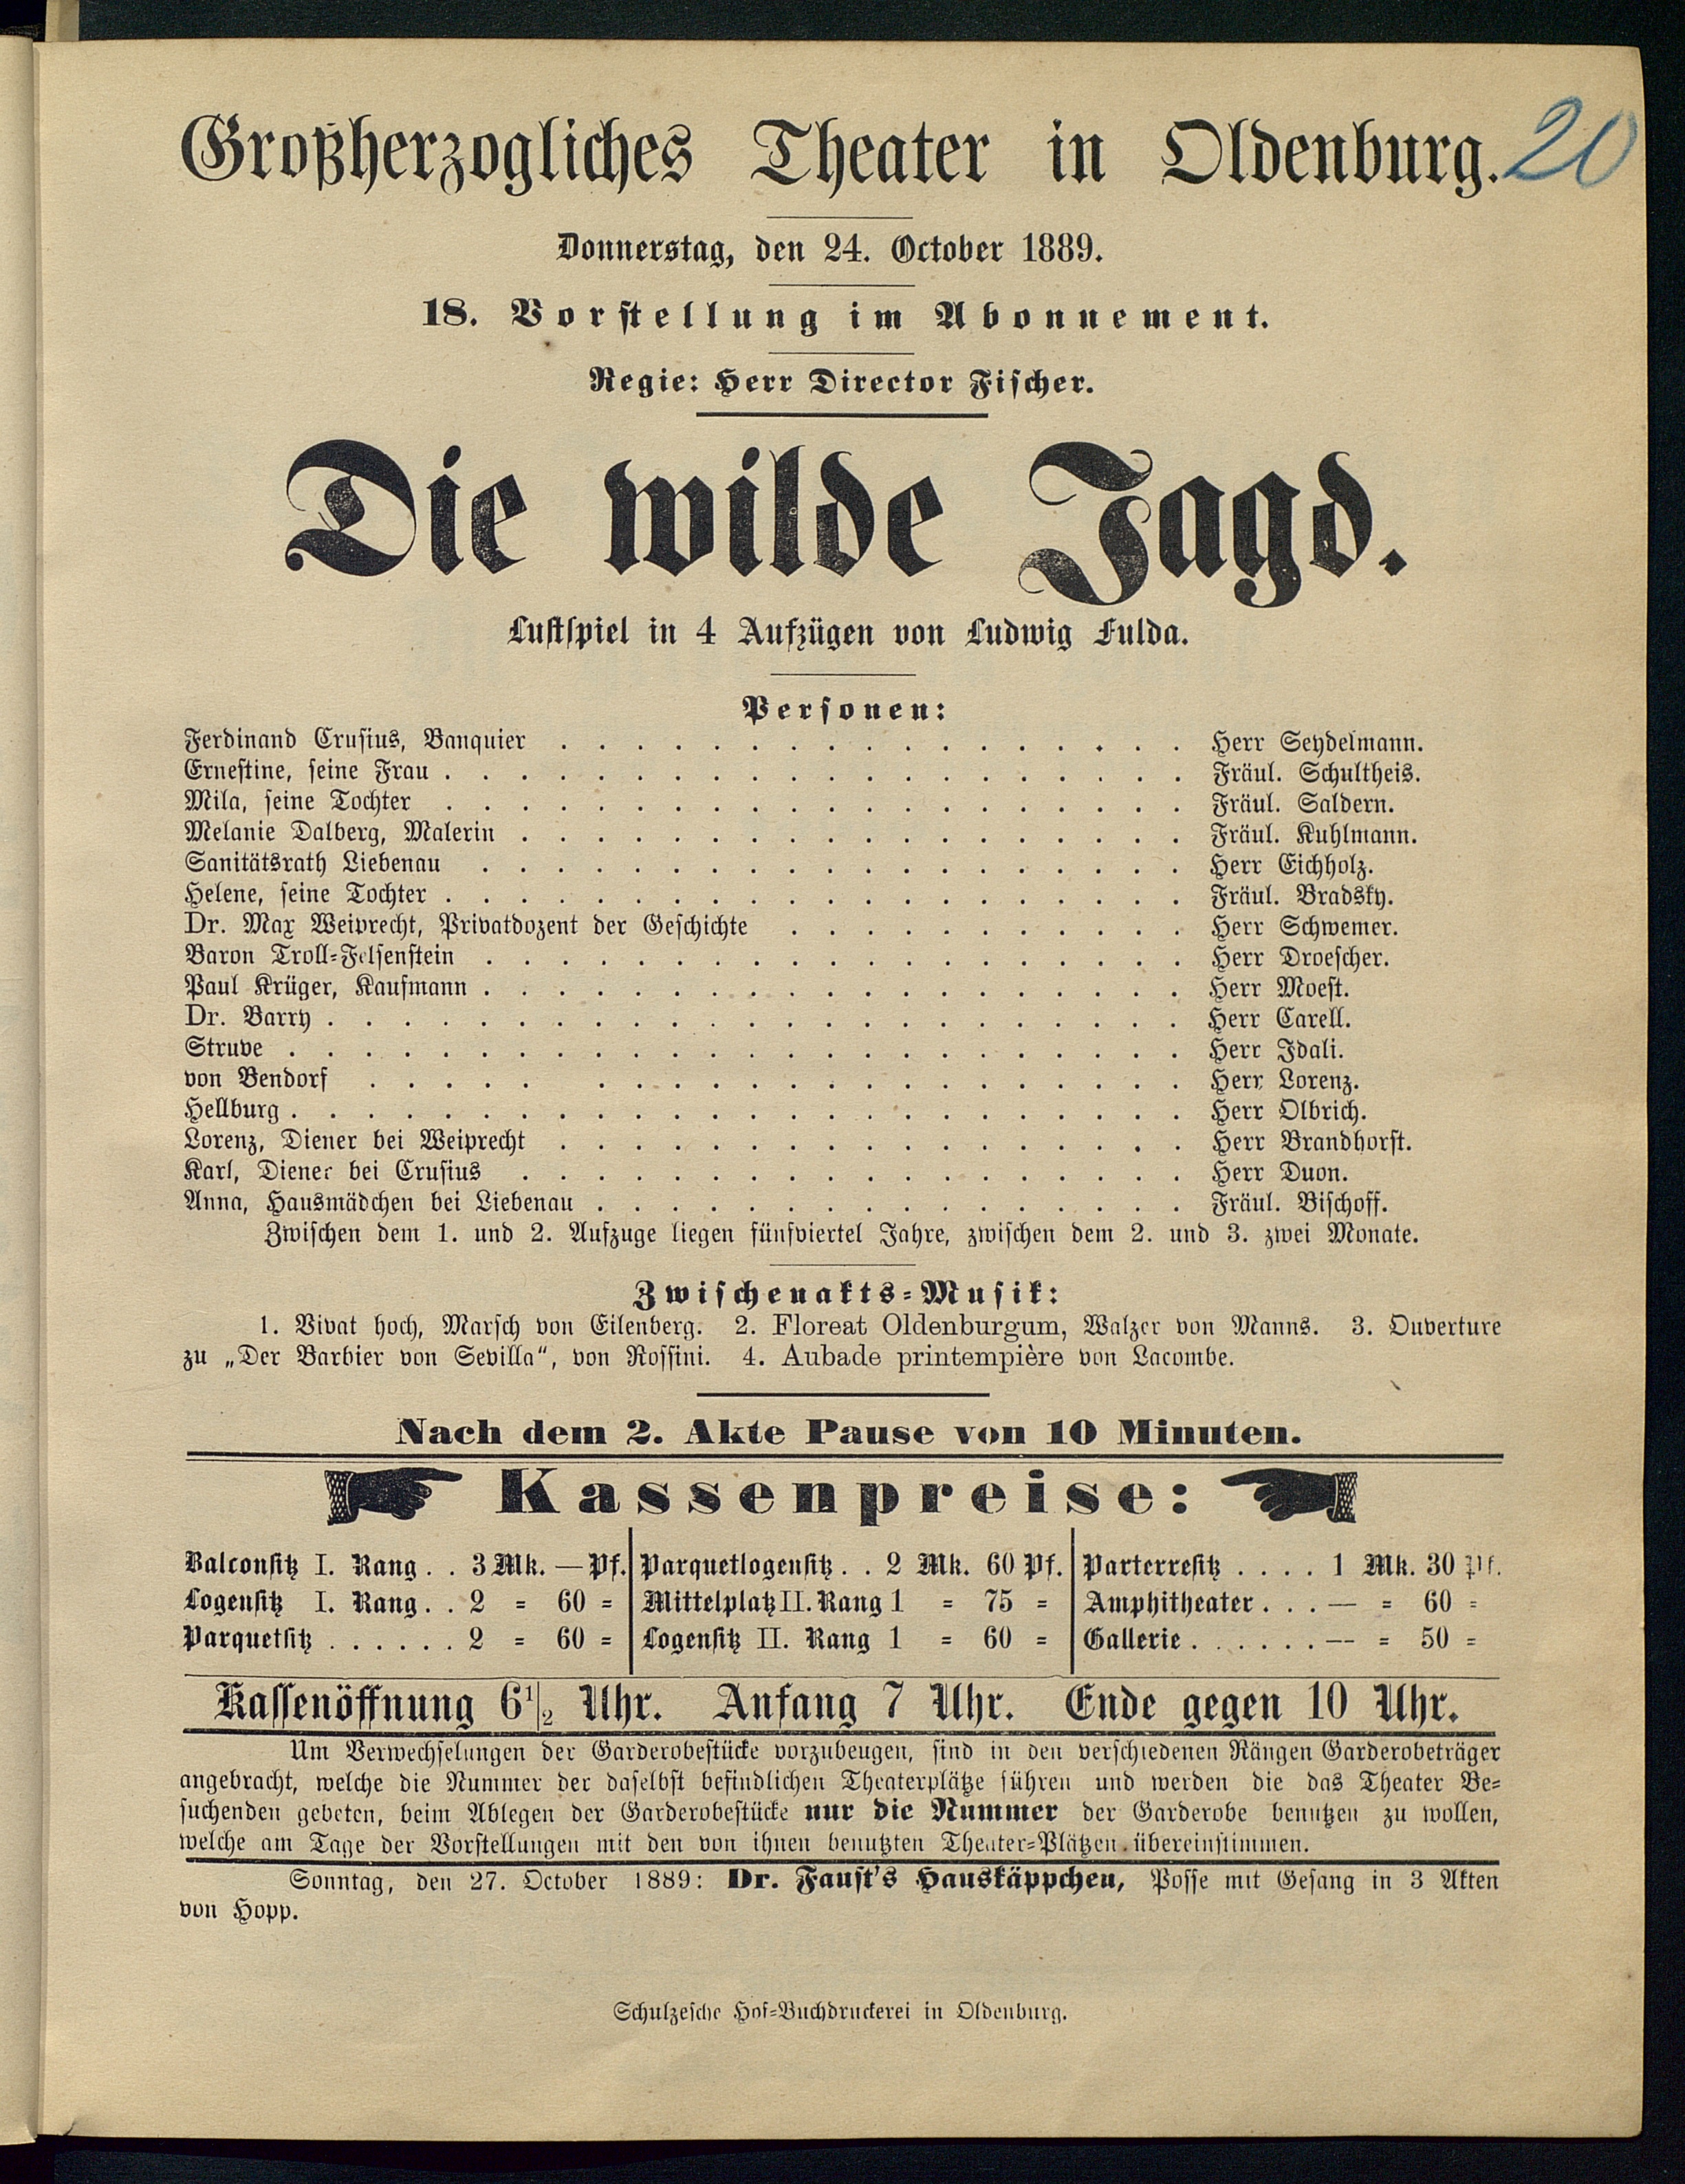 Großherzogliches Theater in Oldenburg.
20
Donnerstag, den 24. October 1889.
18. Vorstellung im Abonnement.
Regie: Herr Director Fischer.
Die wilde Jagd.
Lustspiel in 4 Aufzügen von Ludwig Fulda.
Personen:
Ferdinand Crusius, Banquier . . . . . . . . . . . . . . . . . Herr Seydelmann.
Ernestine, seine Frau . . . . . . . . . . . . . . . . . . . . Fräul. Schultheis.
Mila, seine Tochter . . . . . . . . . . . . . . . . . . . . Fräul. Saldern.
Melanie Dalberg, Malerin . . . . . . . . . . . . . . . . . . Fräul. Kuhlmann.
Sanitätsrath Liebenau . . . . . . . . . . . . . . . . . . . Herr Eichholz.
Helene, seine Tochter . . . . . . . . . . . . . . . . . . . . Fräul. Bradsky.
Dr. Max Weiprecht, Privatdozent der Geschichte . . . . . . . . . . . Herr Schwemer.
Baron Troll-Felsenstein . . . . . . . . . . . . . . . . . . . Herr Droescher.
Paul Krüger, Kaufmann . . . . . . . . . . . . . . . . . . . Herr Moest.
Dr. Barry . . . . . . . . . . . . . . . . . . . . . . . Herr Carell.
Struve . . . . . . . . . . . . . . . . . . . . . . . . Herr Idali.
von Bendorf . . . . . . . . . . . . . . . . . . . . . Herr Lorenz.
Hellburg . . . . . . . . . . . . . . . . . . . . . . . . Herr Olbrich.
Lorenz, Diener bei Weiprecht . . . . . . . . . . . . . . . . . Herr Brandhorst.
Karl, Diener bei Crusius . . . . . . . . . . . . . . . . . . Herr Duon.
Anna, Hausmädchen bei Liebenau . . . . . . . . . . . . . . . . Fräul. Bischoff.
Zwischen dem 1. und 2. Aufzuge liegen fünfviertel Jahre, zwischen dem 2. und 3. zwei Monate.
Zwischenakts-Musik:
1. Vivat hoch, Marsch von Eilenberg. 2. Floreat Oldenburgum, Walzer von Manns. 3. Ouverture
zu „Der Barbier von Sevilla“, von Rossini. 4. Aubade printempière von Lacombe.
Nach dem 2. Akte Pause von 10 Minuten.
Kassenpreise:
Balconsitz I. Rang . . 3 Mk. — Pf. Parquetlogensitz . . 2 Mk. 60 Pf. Parterresitz . . . . 1 Mk. 30 Pf.
Logensitz I. Rang . . 2 = 60 = Mittelplatz II. Rang 1 = 75 = Amphitheater . . . — = 60 =
Parquetsitz . . . . . . 2 = 60 = Logensitz II. Rang 1 = 60 = Gallerie . . . . . . — = 50 =
Kassenöffnung 6 1/2 Uhr. Anfang 7 Uhr. Ende gegen 10 Uhr.
Um Verwechselungen der Garderobestücke vorzubeugen, sind in den verschiedenen Rängen Garderobeträger
angebracht, welche die Nummer der daselbst befindlichen Theaterplätze führen und werden die das Theater Be-
suchenden gebeten, beim Ablegen der Garderobestücke nur die Nummer der Garderobe benutzen zu wollen,
welche am Tage der Vorstellungen mit den von ihnen benutzten Theater-Plätzen übereinstimmen.
Sonntag, den 27. October 1889: Dr. Faust's Hauskäppchen, Posse mit Gesang in 3 Akten
von Hopp.
Schulzesche Hof-Buchdruckerei in Oldenburg.